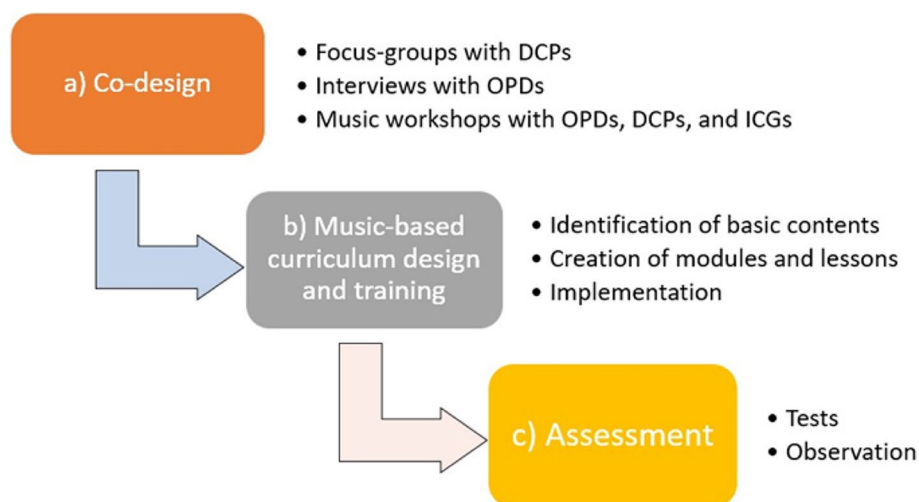 a) Co-design
• Focus-groups with DCPs
• Interviews with OPDs
• Music workshops with OPDs, DCPs, and ICGs
b) Music-based
curriculum design
and training
• Identification of basic contents
• Creation of modules and lessons
• Implementation
c) Assessment
• Tests
• Observation